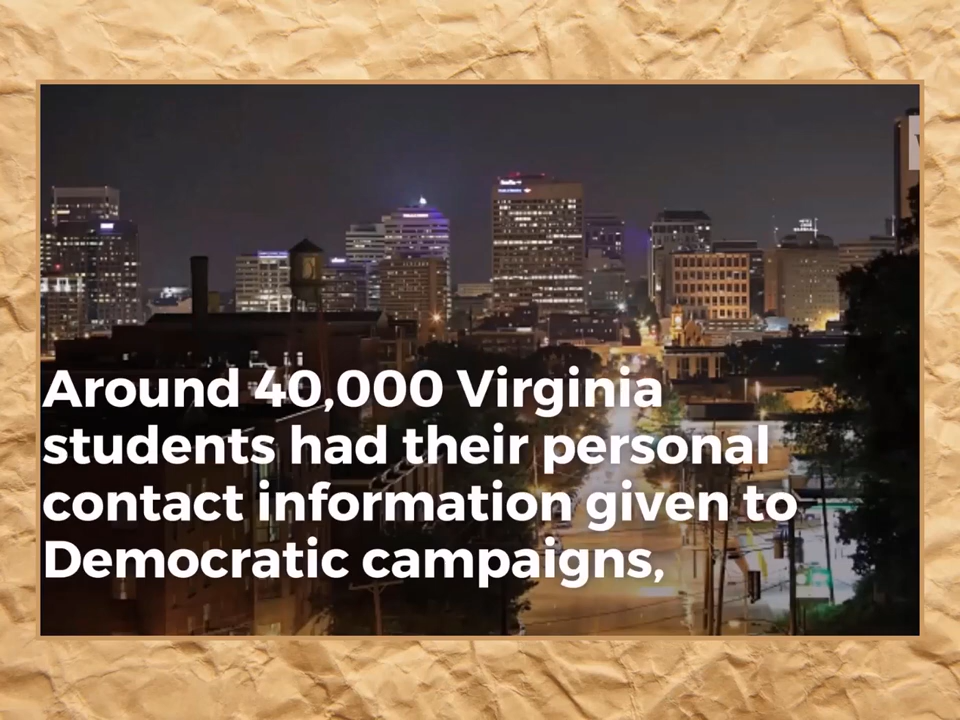 Around 40,000 Virginia
students had their personal
contact information given to
Democratic campaigns,